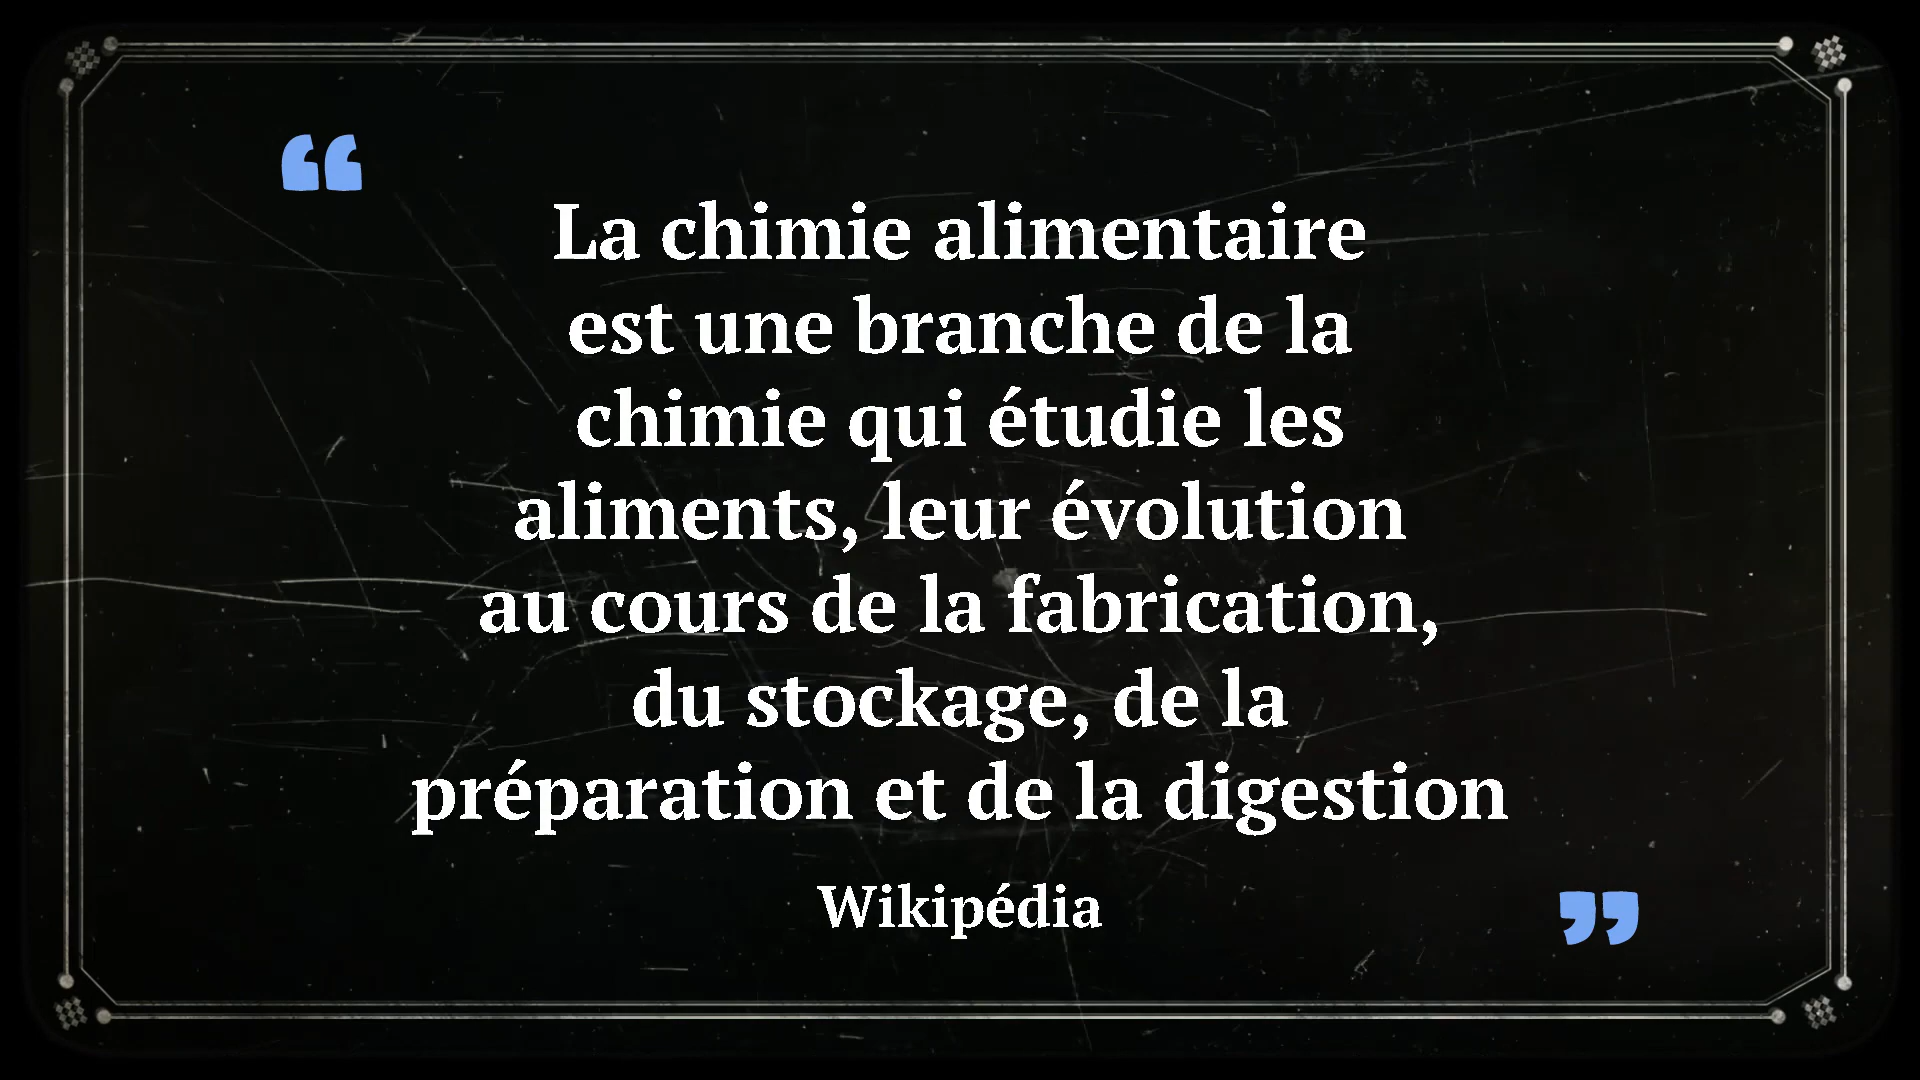 “
La chimie alimentaire
est une branche de la
chimie qui étudie les
aliments, leur évolution
au cours de la fabrication,
du stockage, de la
préparation et de la digestion
Wikipédia
”